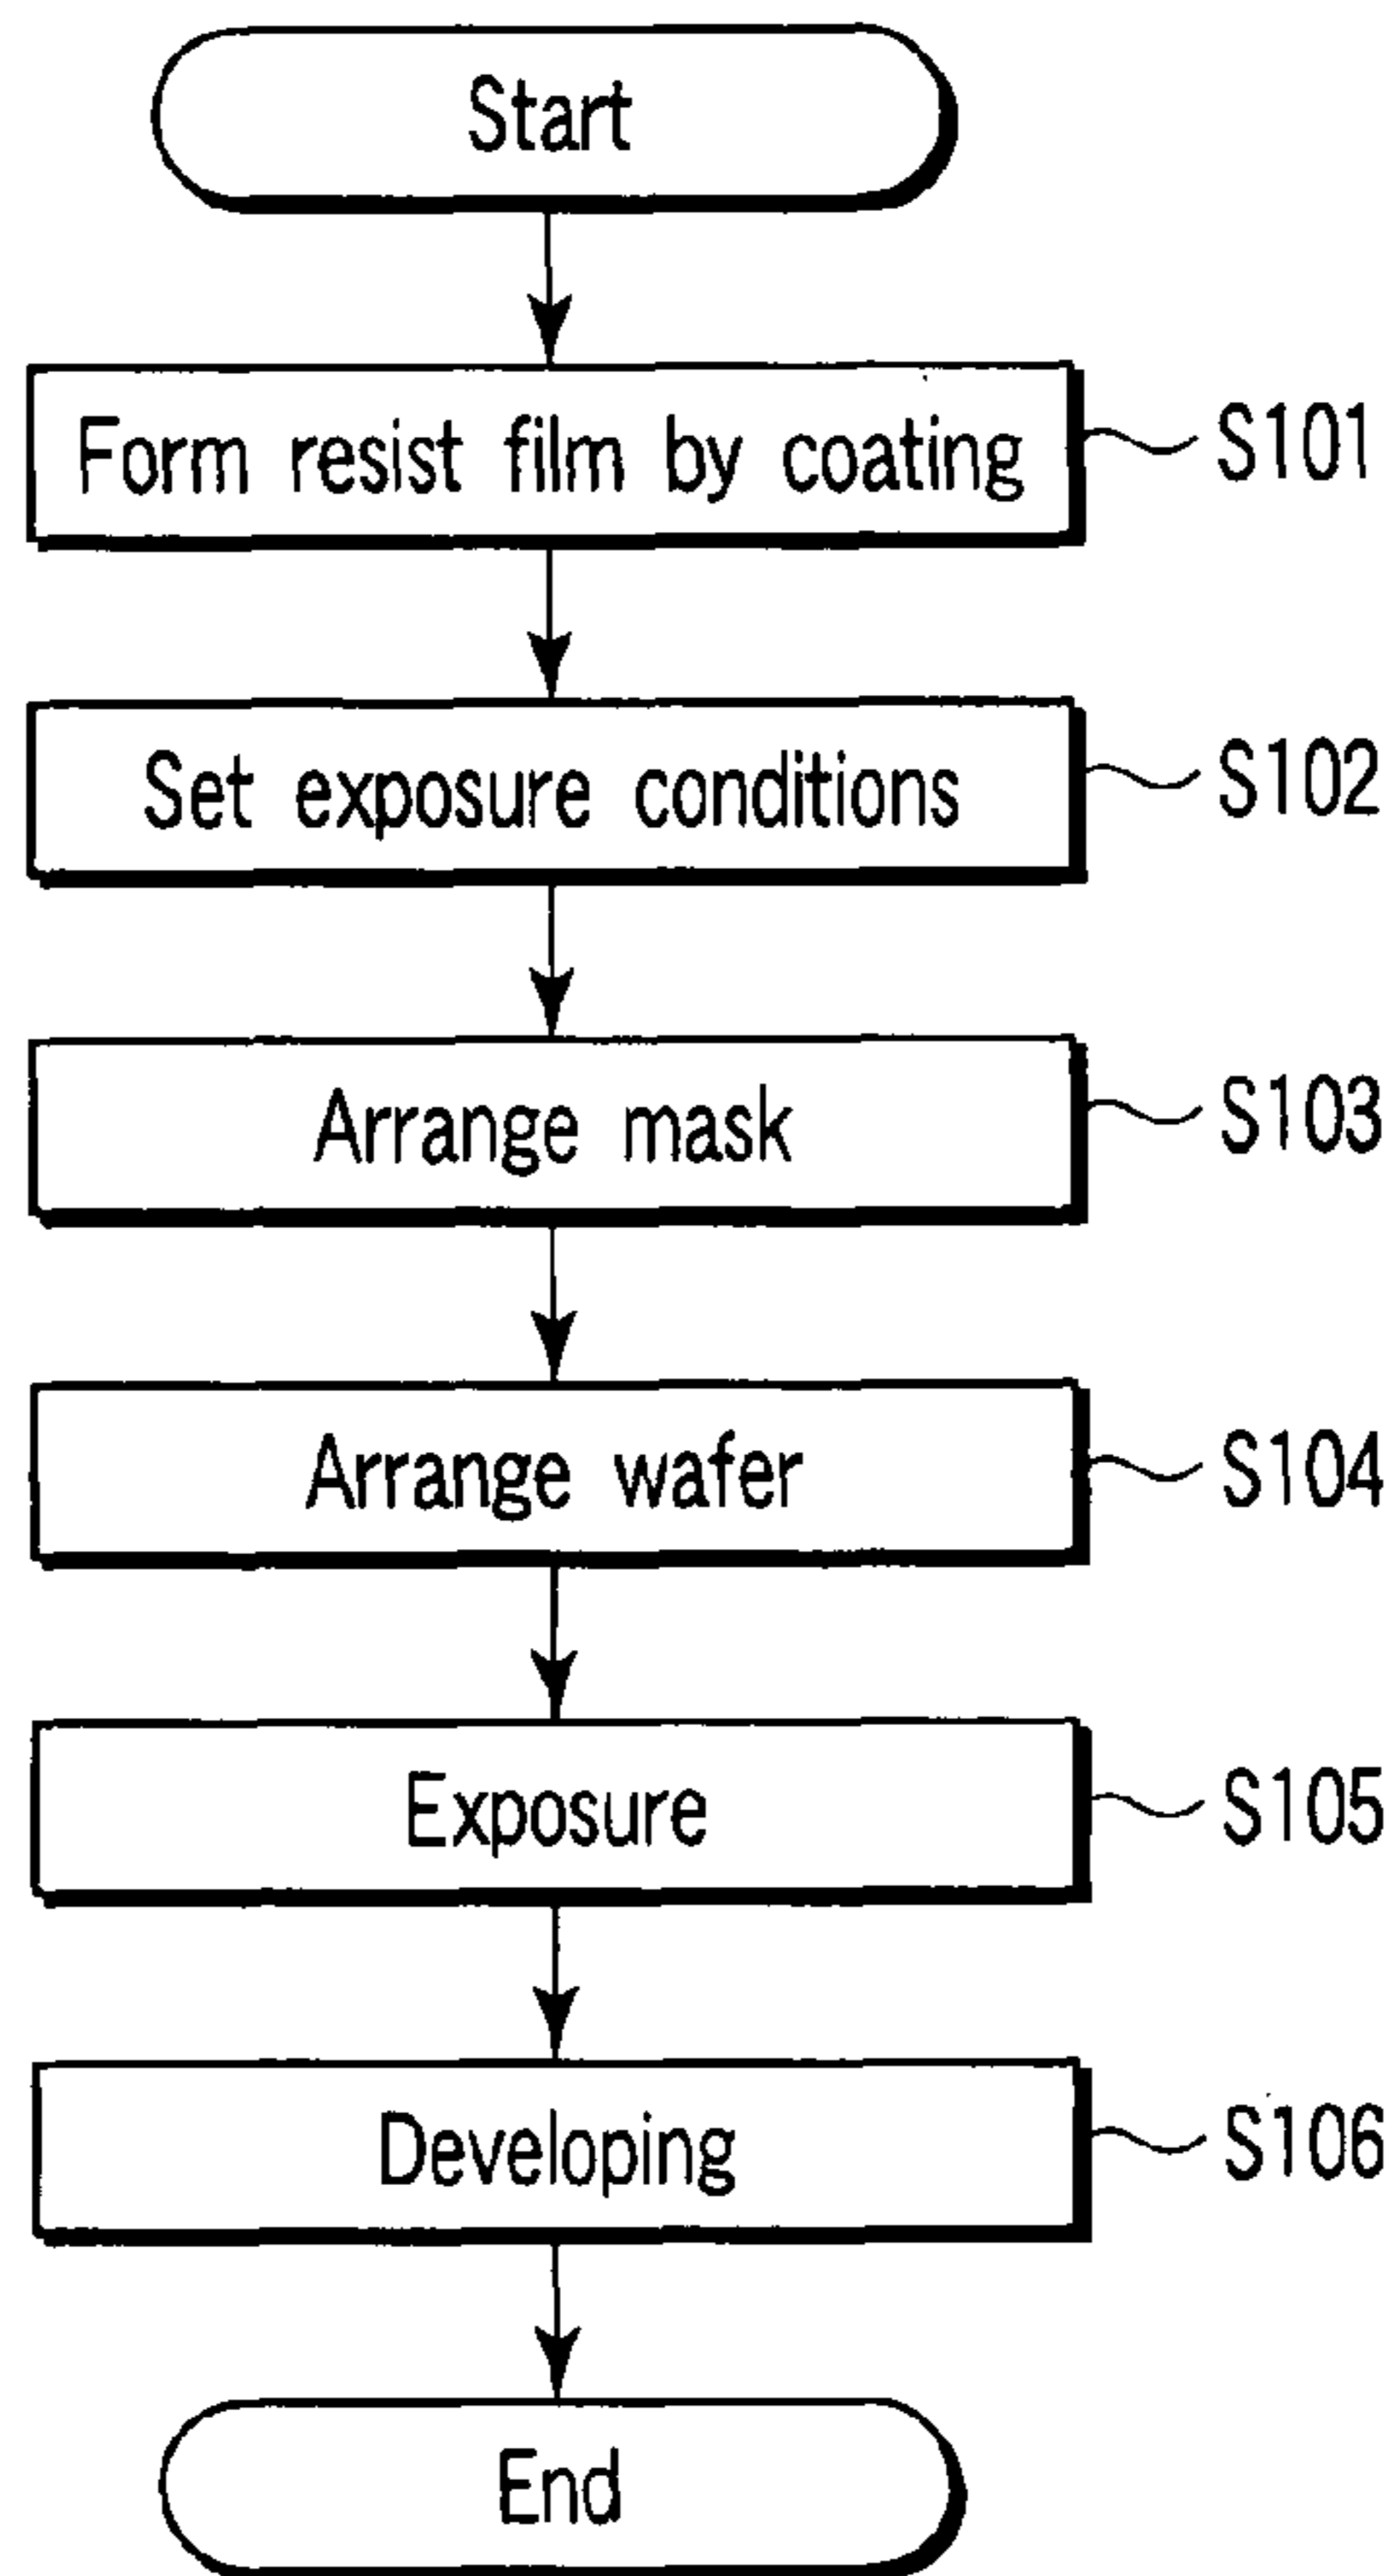 Start
Form resist film by coating
S101
Set exposure conditions
S102
Arrange mask
S103
Arrange wafer
S104
Exposure
S105
Developing
S106
End